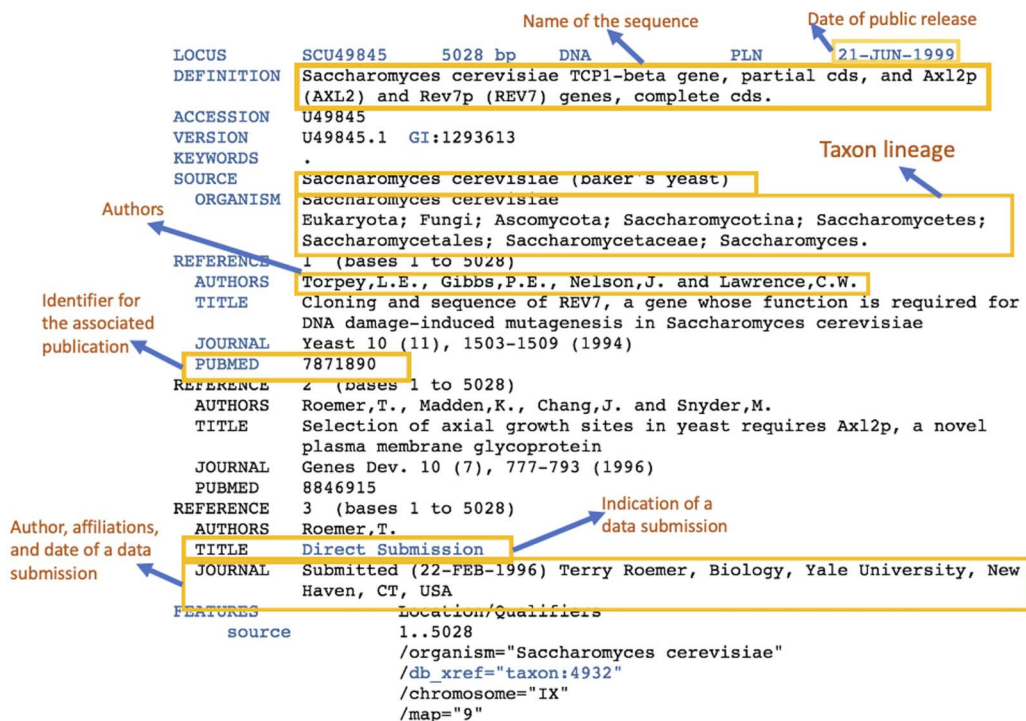 Name of the sequence
Date of public release
LOCUS SCU49845 5028 bp DNA PLN 21-JUN-1999
DEFINITION Saccharomyces cerevisiae TCP1-beta gene, partial cds, and Axl2p
(AXL2) and Rev7p (REV7) genes, complete cds.
ACCESSION U49845
VERSION U49845.1 GI:1293613
KEYWORDS .
Taxon lineage
SOURCE Saccharomyces cerevisiae (baker's yeast)
ORGANISM Saccharomyces cerevisiae
Eukaryota; Fungi; Ascomycota; Saccharomycotina; Saccharomycetes;
Saccharomycetales; Saccharomycetaceae; Saccharomyces.
Authors
REFERENCE 1 (bases 1 to 5028)
AUTHORS Torpey,L.E., Gibbs,P.E., Nelson,J. and Lawrence,C.W.
TITLE Cloning and sequence of REV7, a gene whose function is required for
DNA damage-induced mutagenesis in Saccharomyces cerevisiae
JOURNAL Yeast 10 (11), 1503-1509 (1994)
Identifier for
the associated
publication
PUBMED 7871890
REFERENCE 2 (bases 1 to 5028)
AUTHORS Roemer,T., Madden,K., Chang,J. and Snyder,M.
TITLE Selection of axial growth sites in yeast requires Axl2p, a novel
plasma membrane glycoprotein
JOURNAL Genes Dev. 10 (7), 777-793 (1996)
PUBMED 8846915
REFERENCE 3 (bases 1 to 5028)
Indication of a
data submission
AUTHORS Roemer,T.
TITLE Direct Submission
Author, affiliations,
and date of a data
submission
JOURNAL Submitted (22-FEB-1996) Terry Roemer, Biology, Yale University, New
Haven, CT, USA
FEATURES Location/Qualifiers
source 1..5028
/organism="Saccharomyces cerevisiae"
/db_xref="taxon:4932"
/chromosome="IX"
/map="9"